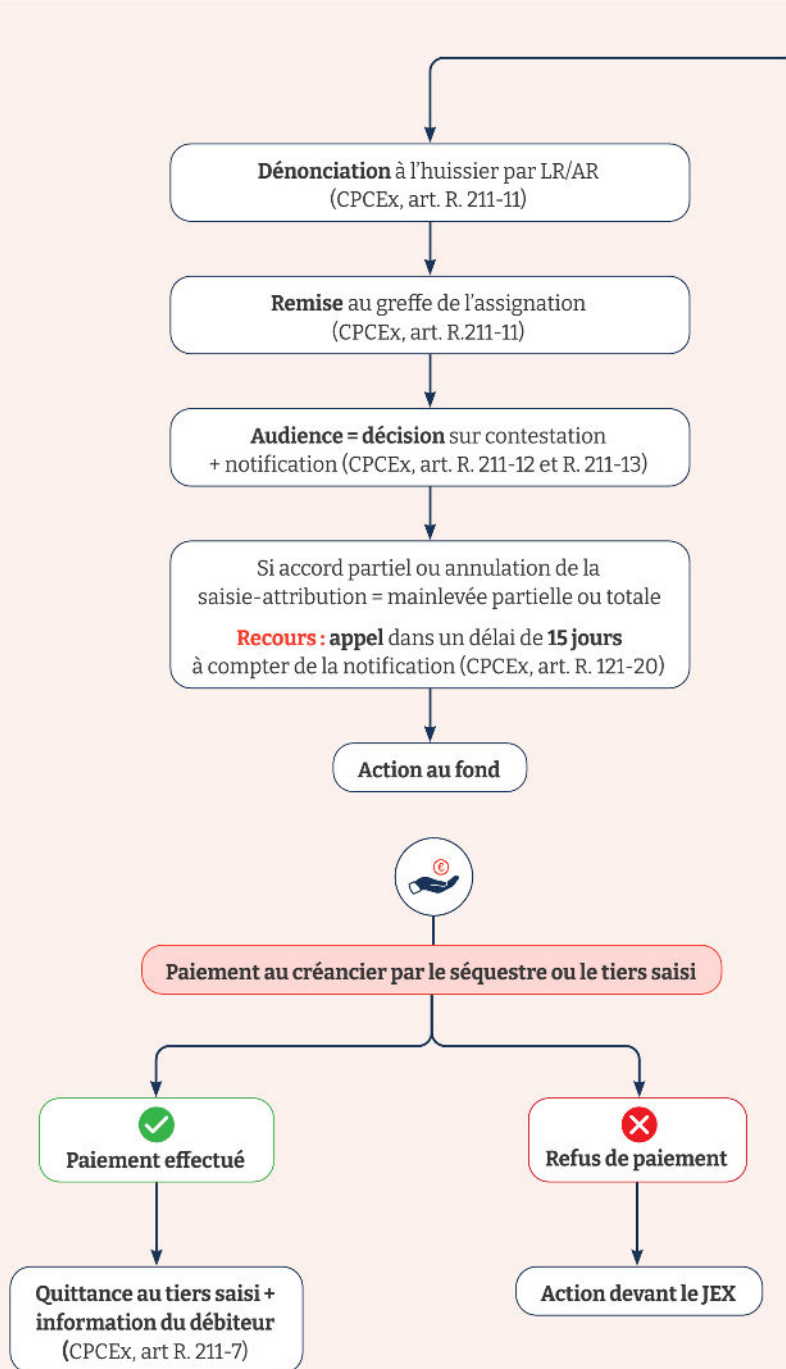 Dénonciation à l'huissier par LR/AR
(CPCEx, art. R. 211-11)
Remise au greffe de l'assignation
(CPCEx, art. R.211-11)
Audience = décision sur contestation
+ notification (CPCEx, art. R. 211-12 et R. 211-13)
Si accord partiel ou annulation de la
saisie-attribution = mainlevée partielle ou totale
Recours : appel dans un délai de 15 jours
à compter de la notification (CPCEx, art. R. 121-20)
Action au fond
€
Paiement au créancier par le séquestre ou le tiers saisi
Paiement effectué
Refus de paiement
Quittance au tiers saisi +
information du débiteur
(CPCEx, art R. 211-7)
Action devant le JEX